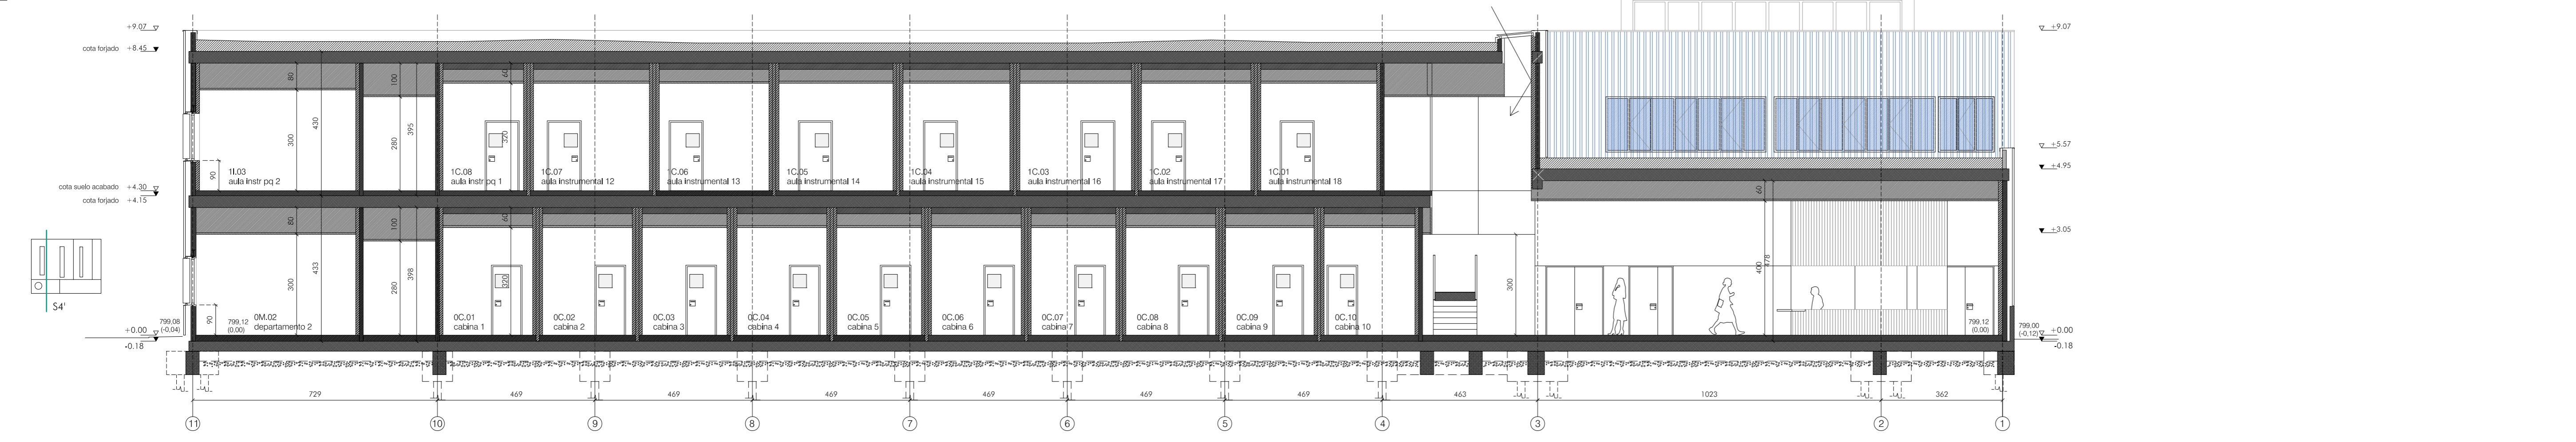 +9.07
+9.07
cota forjado +8.45
80
100
60
430
395
300
280
320
+5.57
+4.95
90
1I.03
aula instr pq 2
1C.08
aula instr pq 1
1C.07
aula instrumental 12
1C.06
aula instrumental 13
1C.05
aula instrumental 14
1C.04
aula instrumental 15
1C.03
aula instrumental 16
1C.02
aula instrumental 17
1C.01
aula instrumental 18
cota suelo acabado +4.30
cota forjado +4.15
60
80
100
60
+3.05
433
398
300
280
320
300
400
478
S4'
90
799,08
(-0,04)
799,12
(0,00)
0M.02
departamento 2
0C.01
cabina 1
0C.02
cabina 2
0C.03
cabina 3
0C.04
cabina 4
0C.05
cabina 5
0C.06
cabina 6
0C.07
cabina 7
0C.08
cabina 8
0C.09
cabina 9
0C.10
cabina 10
799,12
(0,00)
799,00
(-0,12)
+0.00
-0.18
+0.00
-0.18
729
469
469
469
469
469
469
463
1023
362
11
10
9
8
7
6
5
4
3
2
1